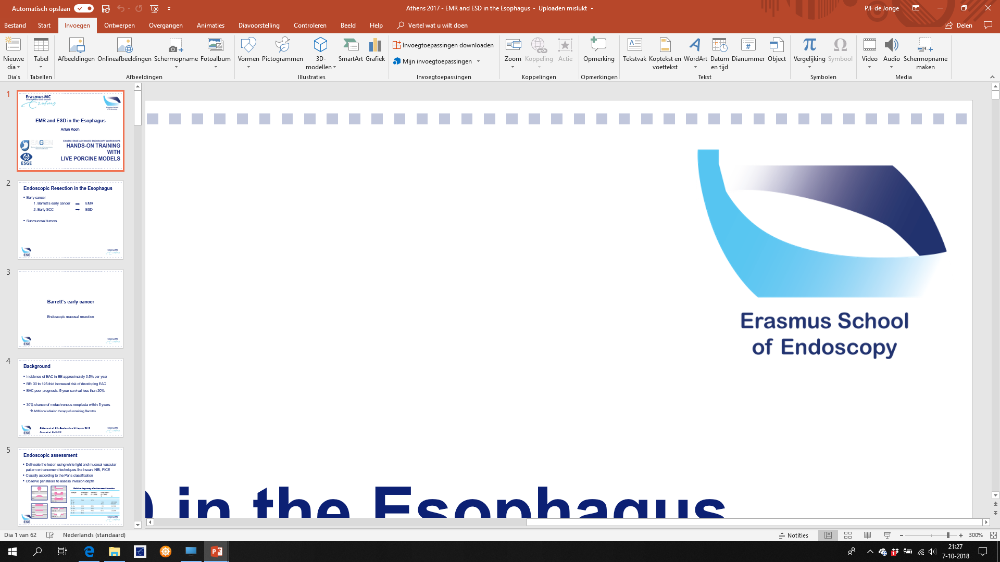 Automatisch opslaan
Athens 2017 - EMR and ESD in the Esophagus - Uploaden mislukt
PJF de Jonge
Bestand Start Invoegen Ontwerpen Overgangen Animaties Diavoorstelling Controleren Beeld Help Vertel wat u wilt doen Delen
Nieuwe dia
Tabel
Afbeeldingen
Onlineafbeeldingen
Schermopname
Fotoalbum
Vormen
Pictogrammen
3D-modellen
SmartArt
Grafiek
Invoegtoepassingen downloaden
Mijn invoegtoepassingen
Zoom
Koppeling
Actie
Opmerking
Tekstvak
Koptekst en voettekst
WordArt
Datum en tijd
Dianummer
Object
Vergelijking
Symbool
Video
Audio
Schermopname maken
Dia's Tabellen Afbeeldingen Illustraties Invoegtoepassingen Koppelingen Opmerkingen Tekst Symbolen Media
1
Erasmus MC
Erasmus School
of Endoscopy
EMR and ESD in the Esophagus
Arjun Koch
EAGEN / ESGE ADVANCED ENDOSCOPY WORKSHOPS
EAGEN
HANDS-ON TRAINING
WITH
LIVE PORCINE MODELS
ESGE
2
Endoscopic Resection in the Esophagus
• Early cancer
1. Barrett's early cancer EMR
2. Early SCC ESD
• Submucosal tumors
ESE
Erasmus MC
3
Barrett's early cancer
Endoscopic mucosal resection
ESE
Erasmus MC
4
Background
• Incidence of EAC in BE approximately 0.5% per year
• BE: 30 to 125-fold increased risk of developing EAC
• EAC poor prognosis: 5-year survival less than 20%
• 30% chance of metachronous neoplasia within 5 years
➔ Additional ablation therapy of remaining Barrett's
ESE
Erasmus MC
5
Endoscopic assessment
• Delineate the lesion using white light and mucosal vascular
pattern enhancement techniques like i-scan, NBI, FICE
• Classify according to the Paris classification
• Observe peristalsis to assess invasion depth
Relative frequency of submucosal invasion
ESE
Erasmus MC
Erasmus School
of Endoscopy
in the Esophagus
Dia 1 van 62
Nederlands (standaard)
Notities
300%
21:27
7-10-2018